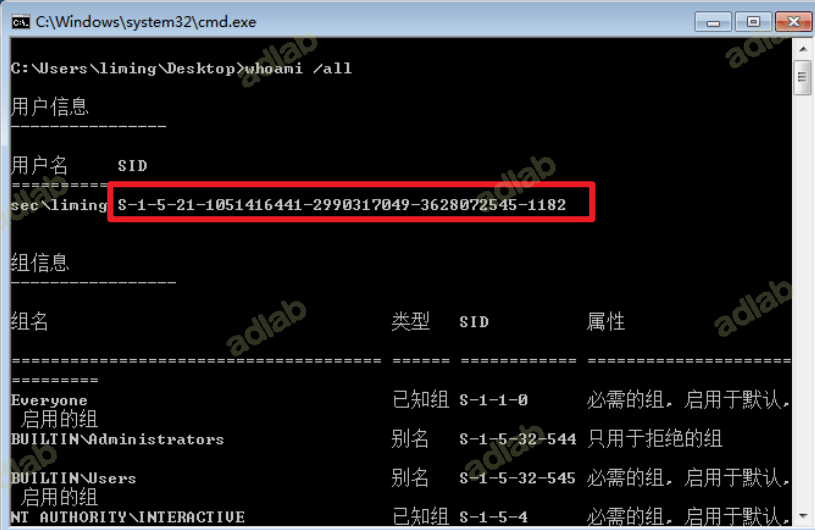 C:\Windows\system32\cmd.exe
C:\Users\liming\Desktop>whoami /all
用户信息
----------------
用户名 SID
==========
sec\liming S-1-5-21-1051416441-2990317049-3628072545-1182
组信息
-----------------
组名 类型 SID 属性
====================================== ====== ============ =====================
=========
Everyone 已知组 S-1-1-0 必需的组, 启用于默认,
启用的组
BUILTIN\Administrators 别名 S-1-5-32-544 只用于拒绝的组
BUILTIN\Users 别名 S-1-5-32-545 必需的组, 启用于默认,
启用的组
NT AUTHORITY\INTERACTIVE 已知组 S-1-5-4 必需的组, 启用于默认,
adlab
adlab
adlab
adlab
adlab
adlab
adlab
adlab